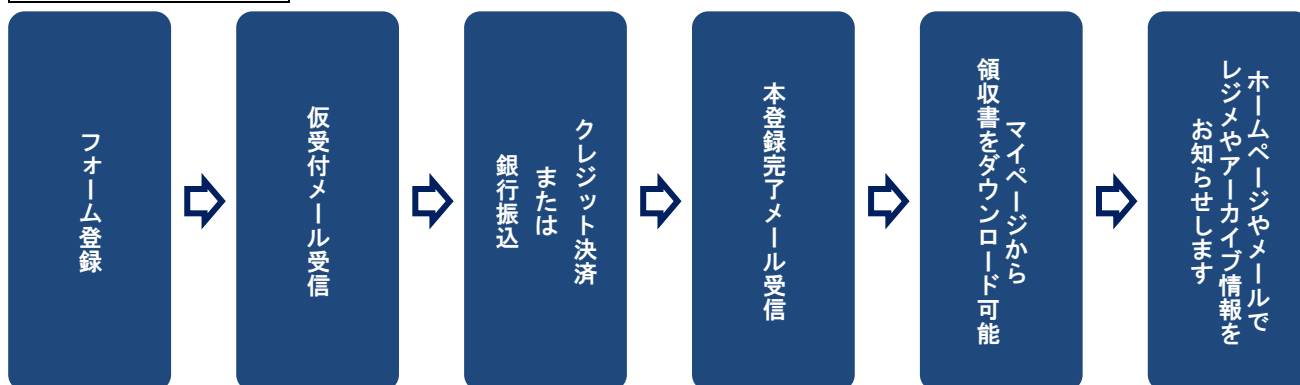 フォーム登録
仮受付メール受信
クレジット決済
または
銀行振込
本登録完了メール受信
マイページから
領収書をダウンロード可能
ホームページやメールで
レジメやアーカイブ情報を
お知らせします